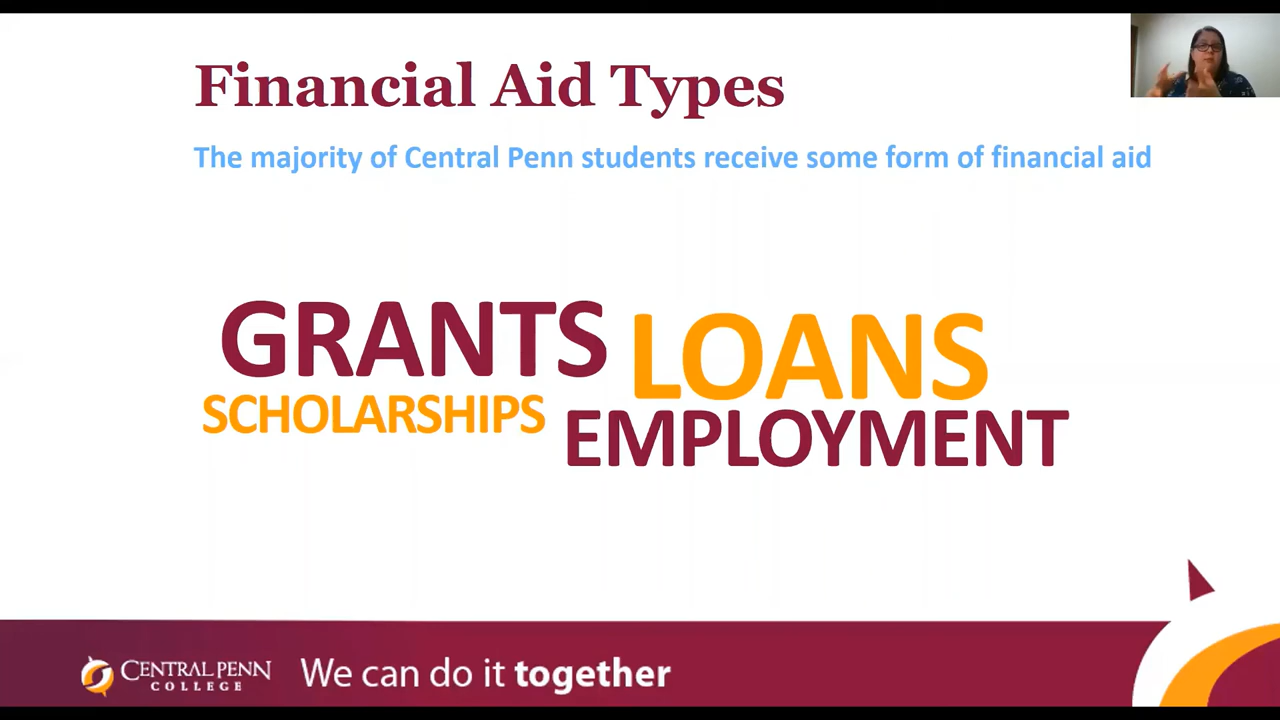 Financial Aid Types
The majority of Central Penn students receive some form of financial aid
GRANTS LOANS
SCHOLARSHIPS EMPLOYMENT
CENTRAL PENN
COLLEGE
We can do it together